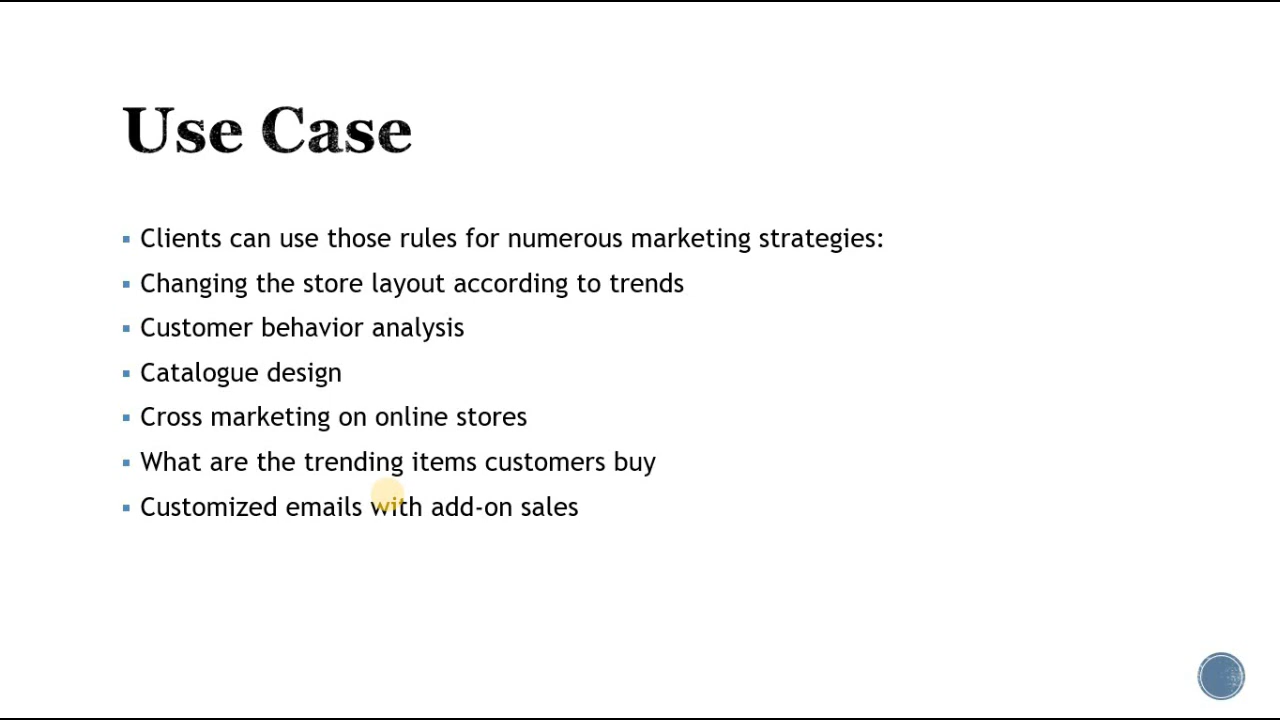 Use Case
Clients can use those rules for numerous marketing strategies:
Changing the store layout according to trends
Customer behavior analysis
Catalogue design
Cross marketing on online stores
What are the trending items customers buy
Customized emails with add-on sales